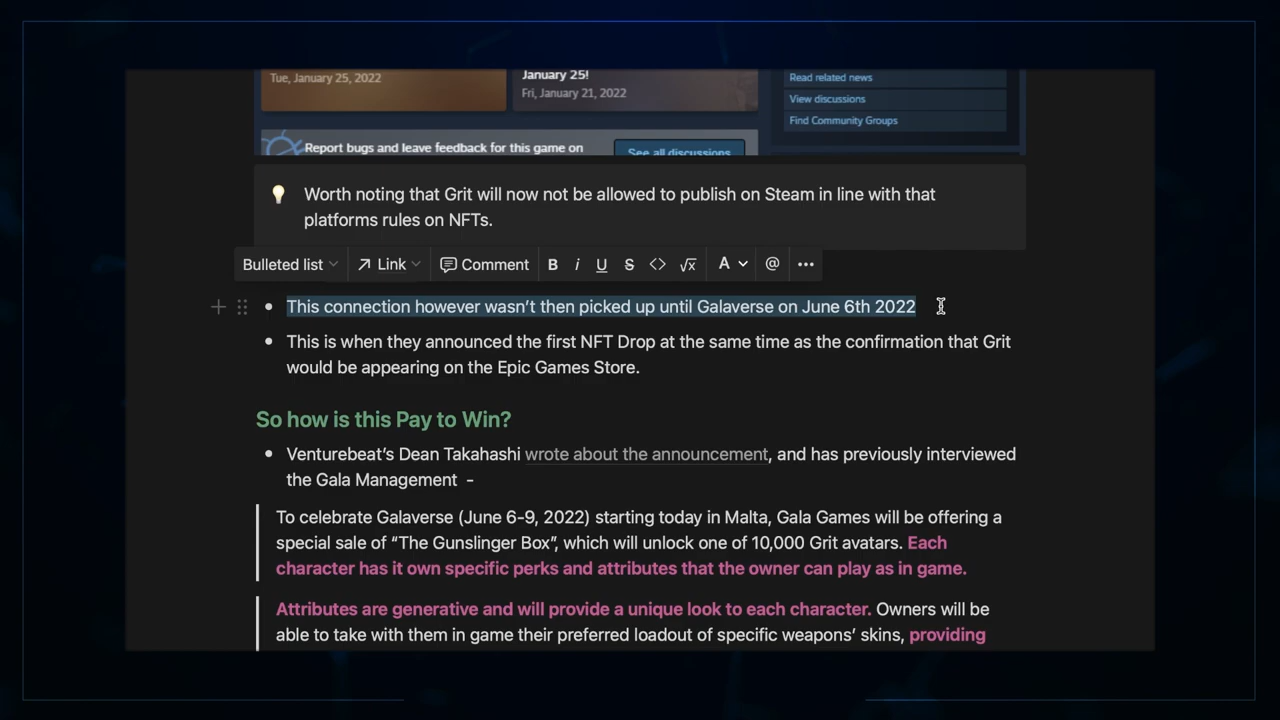 Tue, January 25, 2022
January 25!
Fri, January 21, 2022
Read related news
View discussions
Find Community Groups
Report bugs and leave feedback for this game on
See all discussions
Worth noting that Grit will now not be allowed to publish on Steam in line with that
platforms rules on NFTs.
Bulleted list Link Comment B i U S <> √x A @ •••
• This connection however wasn’t then picked up until Galaverse on June 6th 2022
• This is when they announced the first NFT Drop at the same time as the confirmation that Grit
would be appearing on the Epic Games Store.
So how is this Pay to Win?
• Venturebeat’s Dean Takahashi wrote about the announcement, and has previously interviewed
the Gala Management -
To celebrate Galaverse (June 6-9, 2022) starting today in Malta, Gala Games will be offering a
special sale of “The Gunslinger Box”, which will unlock one of 10,000 Grit avatars. Each
character has it own specific perks and attributes that the owner can play as in game.
Attributes are generative and will provide a unique look to each character. Owners will be
able to take with them in game their preferred loadout of specific weapons’ skins, providing